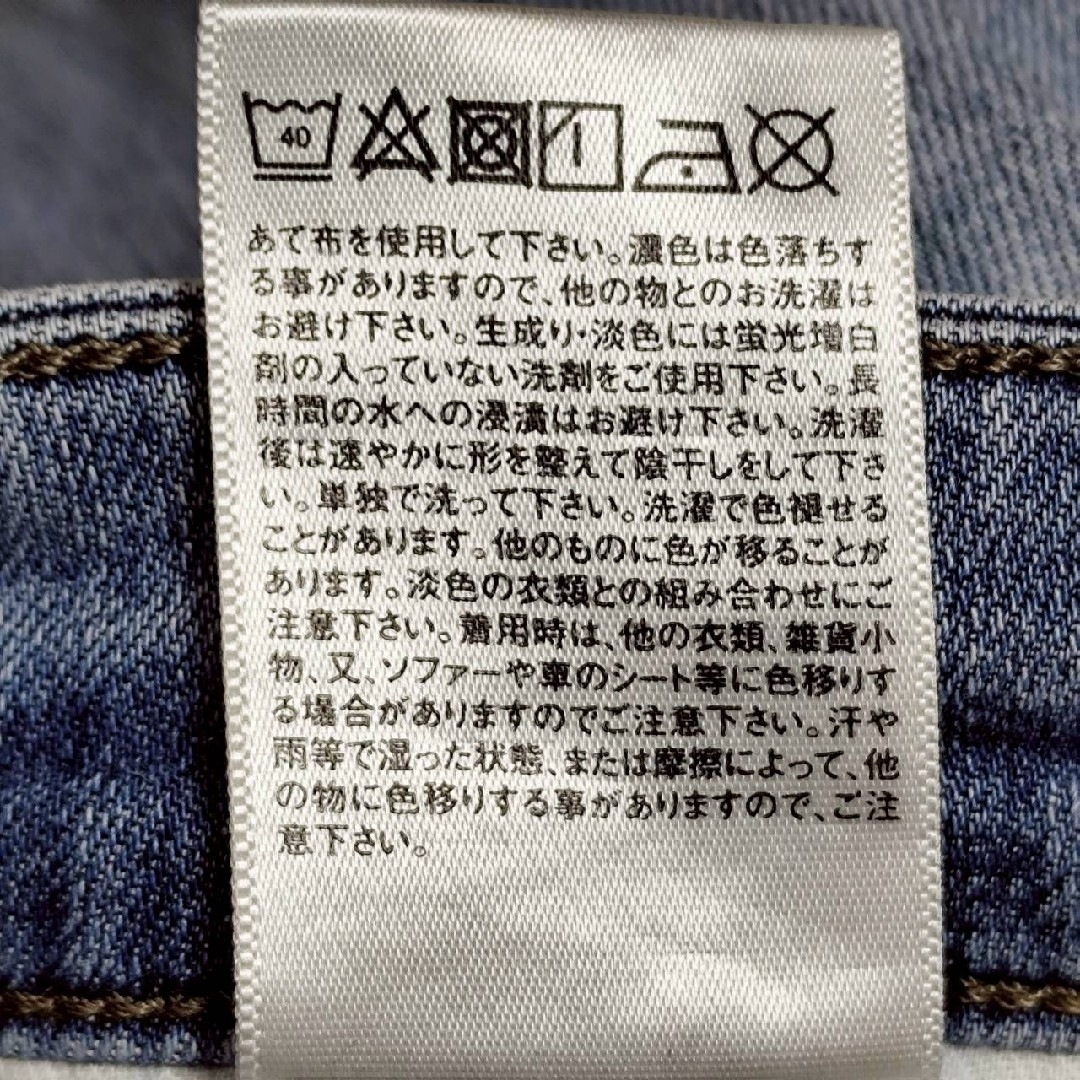 40
あて布を使用して下さい。濃色は色落ちす
る事がありますので、他の物とのお洗濯は
お避け下さい。生成り・淡色には蛍光増白
剤の入っていない洗剤をご使用下さい。長
時間の水への浸漬はお避け下さい。洗濯
後は速やかに形を整えて陰干しをして下さ
い。単独で洗って下さい。洗濯で色褪せる
ことがあります。他のものに色が移ることが
あります。淡色の衣類との組み合わせにご
注意下さい。着用時は、他の衣類、雑貨小
物、又、ソファーや車のシート等に色移りす
る場合がありますのでご注意下さい。汗や
雨等で湿った状態、または摩擦によって、他
の物に色移りする事がありますので、ご注
意下さい。